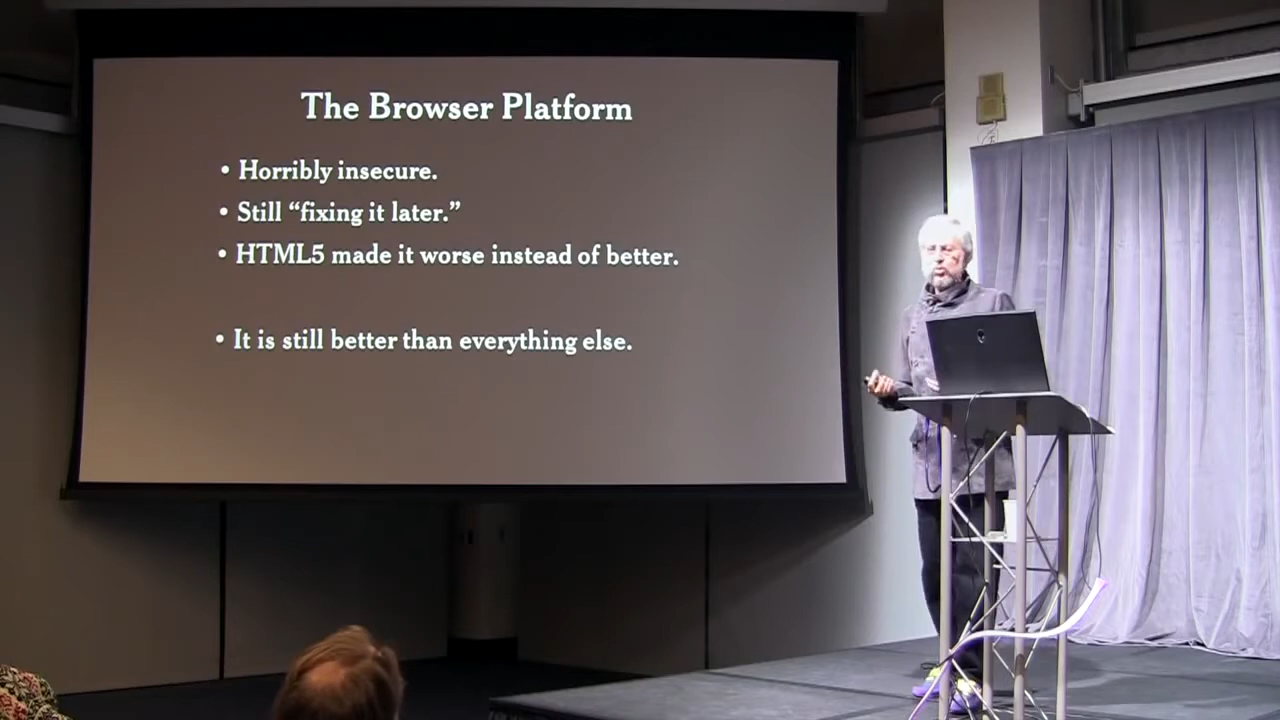 The Browser Platform
• Horribly insecure.
• Still “fixing it later.”
• HTML5 made it worse instead of better.
• It is still better than everything else.